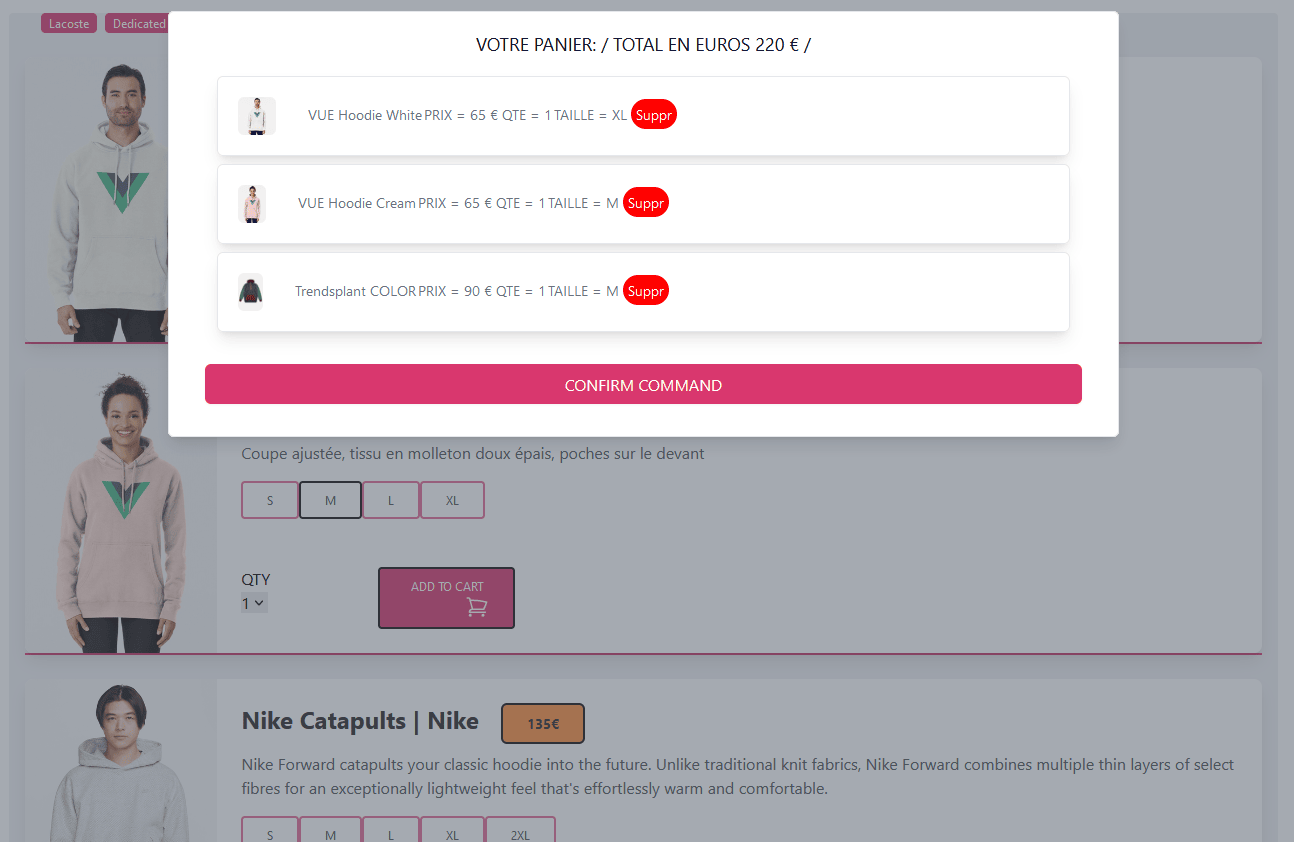 Lacoste Dedicated
VOTRE PANIER: / TOTAL EN EUROS 220 € /
VUE Hoodie White PRIX = 65 € QTE = 1 TAILLE = XL Suppr
VUE Hoodie Cream PRIX = 65 € QTE = 1 TAILLE = M Suppr
Trendsplant COLOR PRIX = 90 € QTE = 1 TAILLE = M Suppr
CONFIRM COMMAND
Coupe ajustée, tissu en molleton doux épais, poches sur le devant
S M L XL
QTY
1
ADD TO CART
Nike Catapults | Nike 135€
Nike Forward catapults your classic hoodie into the future. Unlike traditional knit fabrics, Nike Forward combines multiple thin layers of select
fibres for an exceptionally lightweight feel that's effortlessly warm and comfortable.
S M L XL 2XL